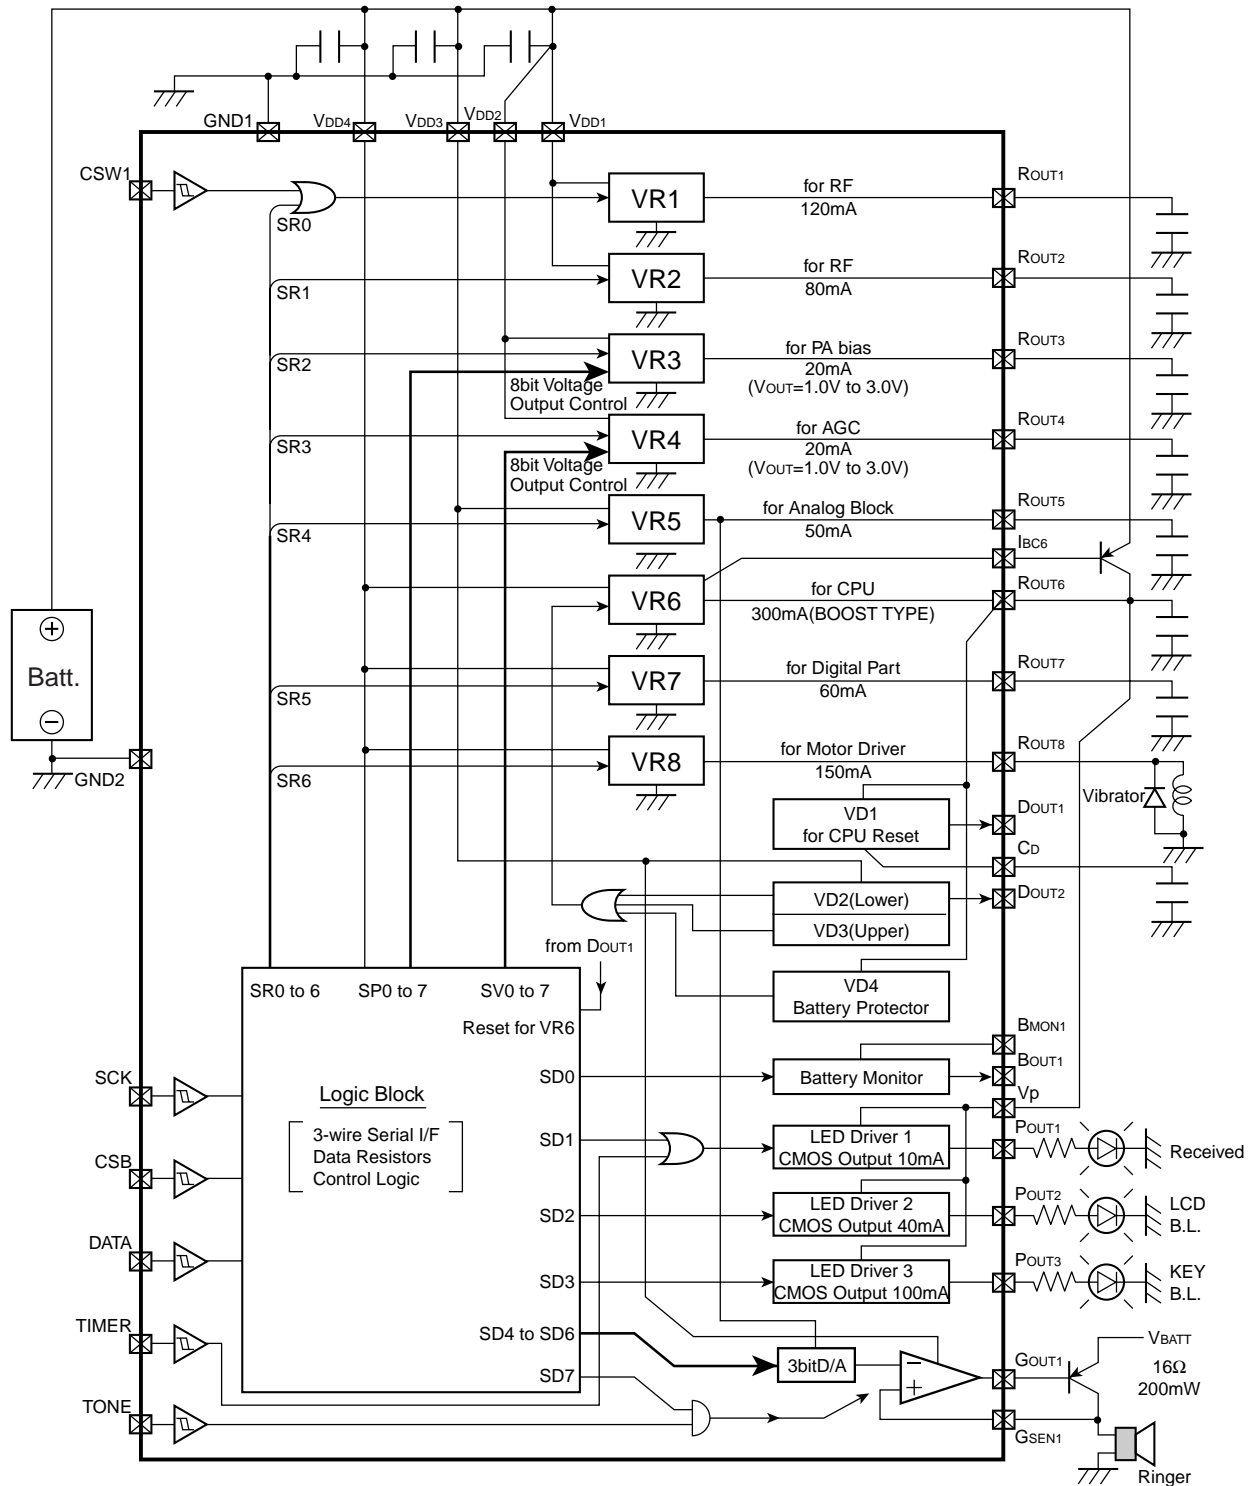 GND1
VDD4
VDD3
VDD2
VDD1
CSW1
SR0
VR1
for RF
120mA
ROUT1
SR1
VR2
for RF
80mA
ROUT2
SR2
VR3
8bit Voltage
Output Control
for PA bias
20mA
(VOUT=1.0V to 3.0V)
ROUT3
SR3
VR4
8bit Voltage
Output Control
for AGC
20mA
(VOUT=1.0V to 3.0V)
ROUT4
SR4
VR5
for Analog Block
50mA
ROUT5
IBC6
VR6
for CPU
300mA(BOOST TYPE)
ROUT6
Batt.
SR5
VR7
for Digital Part
60mA
ROUT7
GND2
SR6
VR8
for Motor Driver
150mA
ROUT8
Vibrator
VD1
for CPU Reset
DOUT1
CD
VD2(Lower)
VD3(Upper)
DOUT2
from DOUT1
VD4
Battery Protector
SR0 to 6
SP0 to 7
SV0 to 7
Reset for VR6
BMON1
BOUT1
SD0
Battery Monitor
Vp
SCK
Logic Block
3-wire Serial I/F
Data Resistors
Control Logic
SD1
LED Driver 1
CMOS Output 10mA
POUT1
Received
CSB
SD2
LED Driver 2
CMOS Output 40mA
POUT2
LCD
B.L.
DATA
SD3
LED Driver 3
CMOS Output 100mA
POUT3
KEY
B.L.
TIMER
SD4 to SD6
3bitD/A
−
+
GOUT1
VBATT
16Ω
200mW
SD7
TONE
GSEN1
Ringer